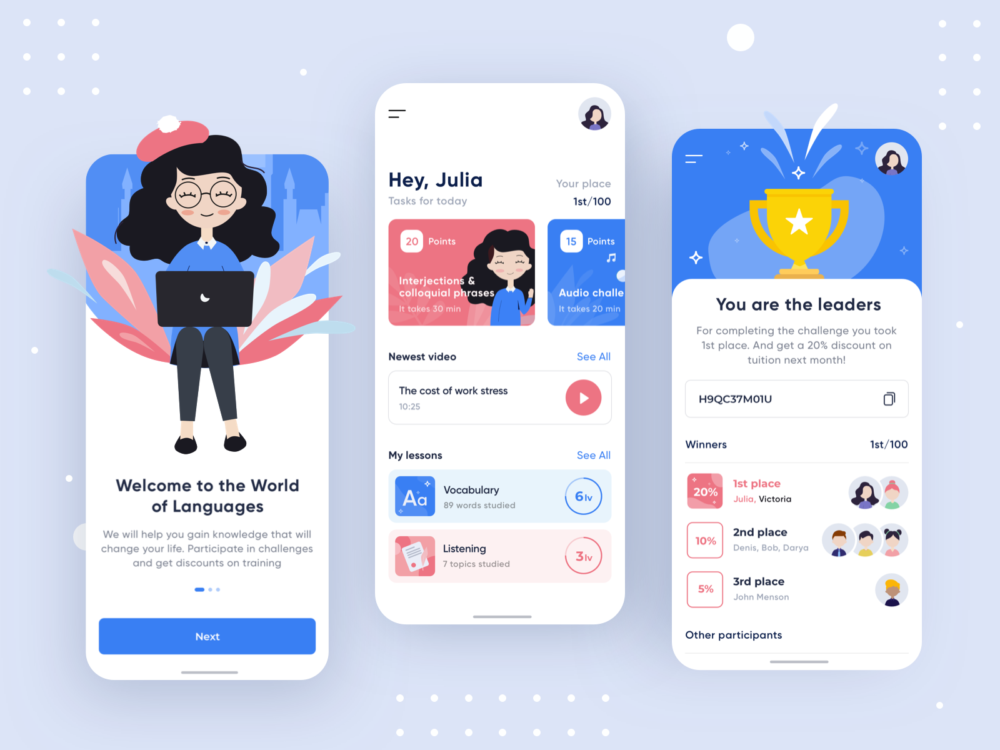 Welcome to the World
of Languages
We will help you gain knowledge that will
change your life. Participate in challenges
and get discounts on training
Next
Hey, Julia
Tasks for today
Your place
1st/100
20 Points
Interjections &
colloquial phrases
It takes 30 min
15 Points
Audio challe
It takes 20 min
Newest video
See All
The cost of work stress
10:25
My lessons
See All
Aa
Vocabulary
89 words studied
6 lv
Listening
7 topics studied
3 lv
You are the leaders
For completing the challenge you took
1st place. And get a 20% discount on
tuition next month!
H9QC37M01U
Winners
1st/100
20%
1st place
Julia, Victoria
10%
2nd place
Denis, Bob, Darya
5%
3rd place
John Menson
Other participants